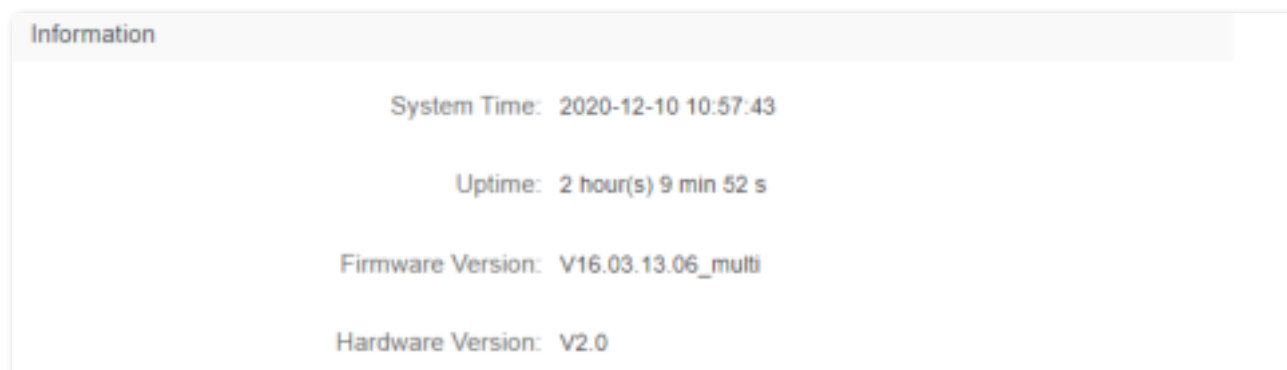 Information
System Time: 2020-12-10 10:57:43
Uptime: 2 hour(s) 9 min 52 s
Firmware Version: V16.03.13.06_multi
Hardware Version: V2.0